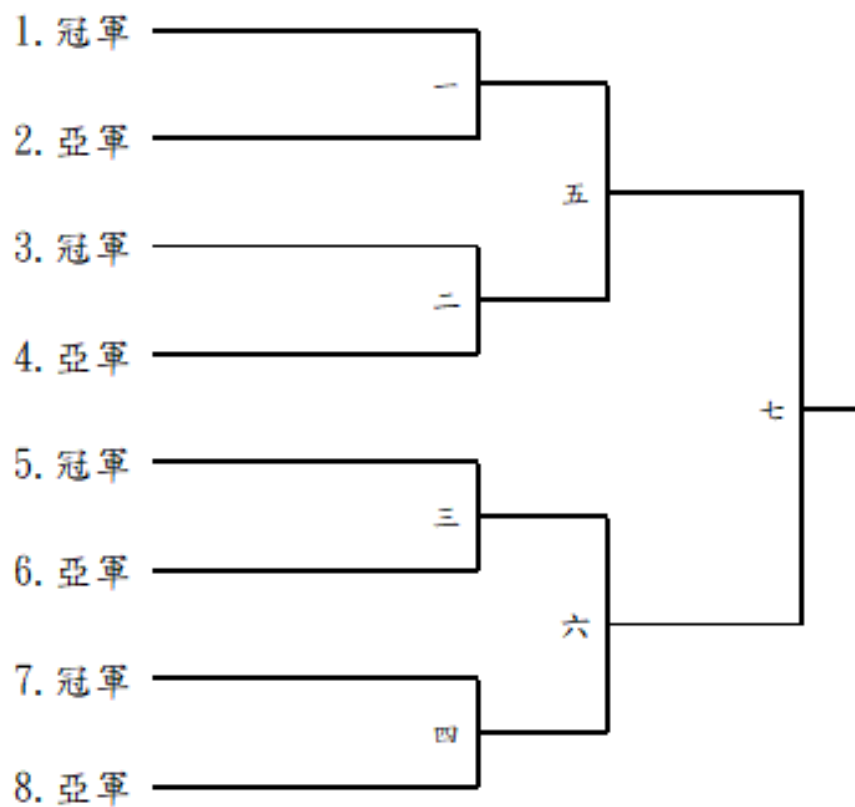 1. 冠軍
一
2. 亞軍
五
3. 冠軍
二
4. 亞軍
七
5. 冠軍
三
6. 亞軍
六
7. 冠軍
四
8. 亞軍